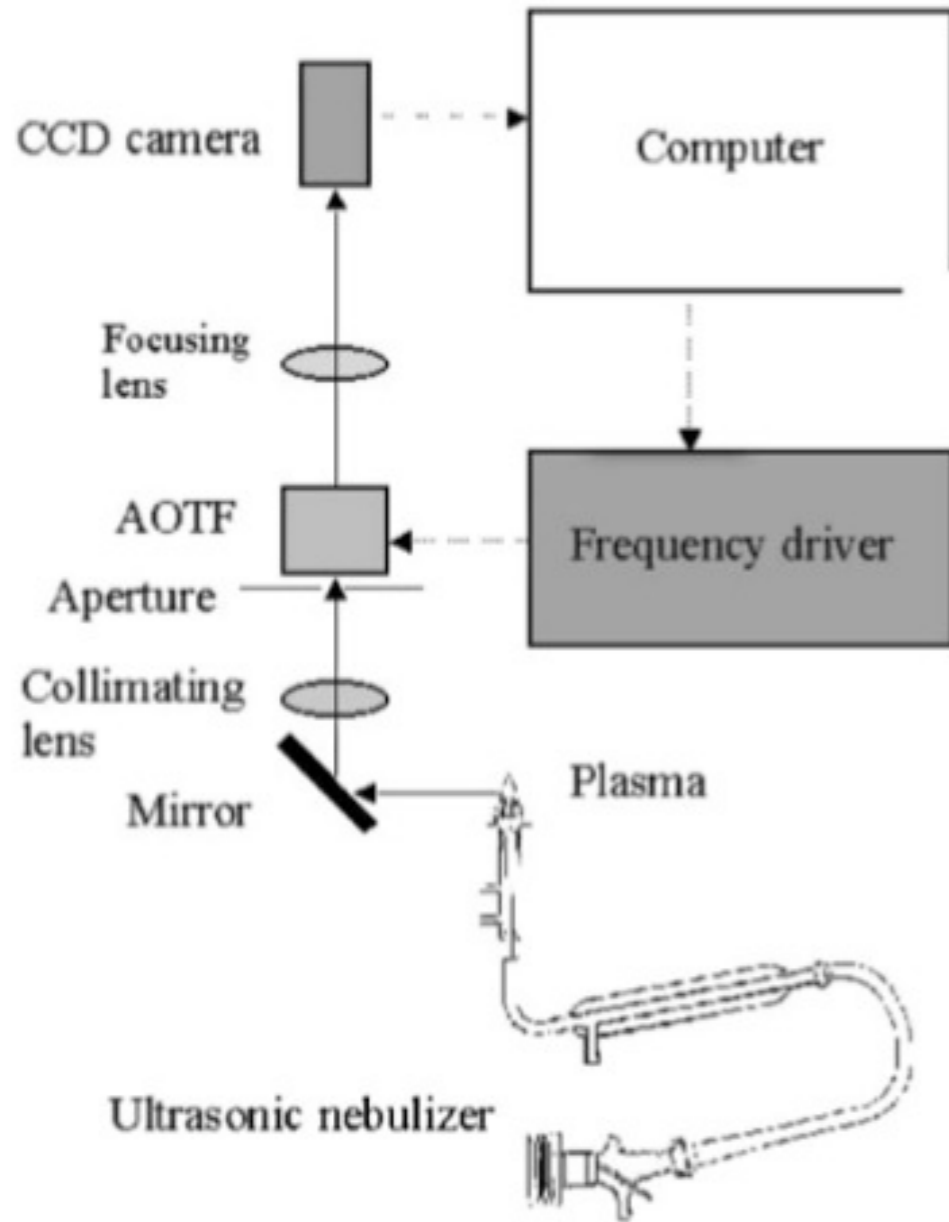 CCD camera
Computer
Focusing
lens
AOTF
Frequency driver
Aperture
Collimating
lens
Plasma
Mirror
Ultrasonic nebulizer